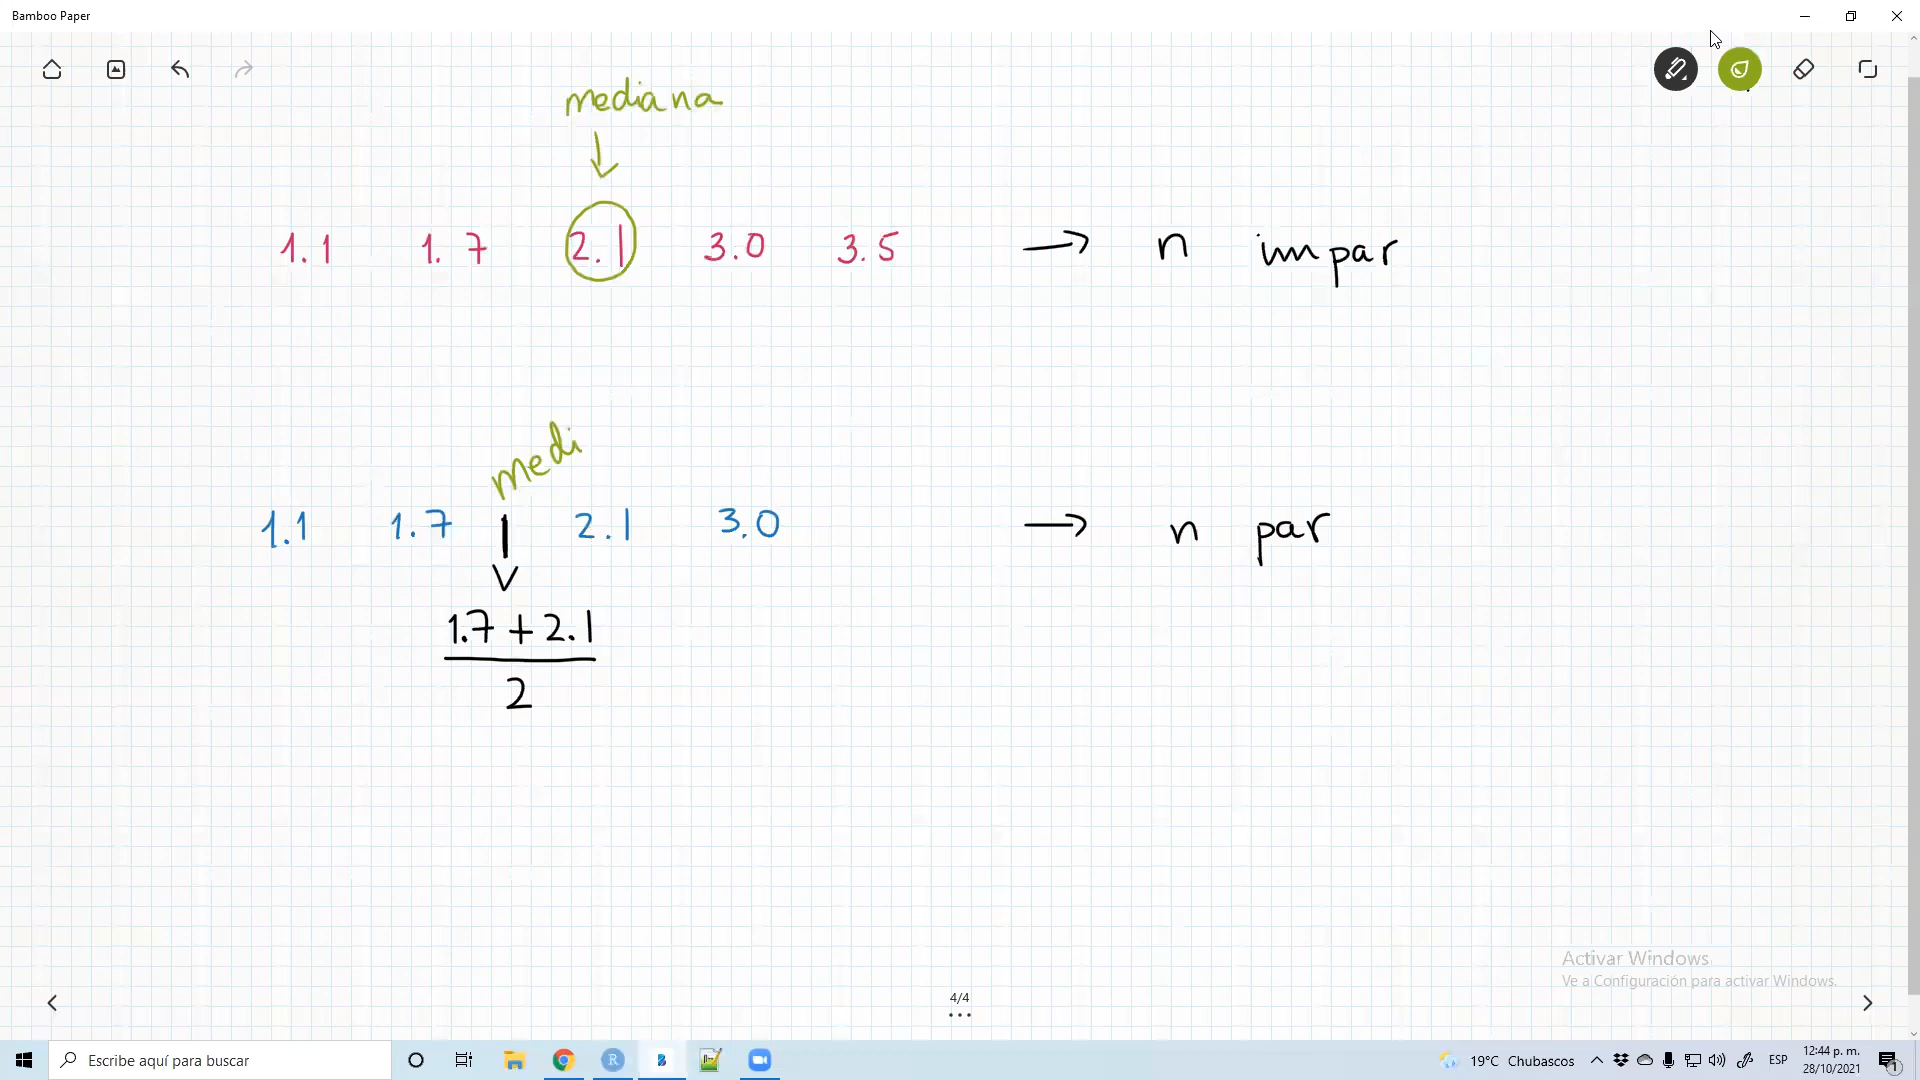 Bamboo Paper
mediana
1.1 1.7 2.1 3.0 3.5 → n impar
medi
1.1 1.7 2.1 3.0 → n par
1.7 + 2.1
2
Activar Windows
Ve a Configuración para activar Windows.
4/4
Escribe aquí para buscar
19°C Chubascos
ESP
12:44 p. m.
28/10/2021
1